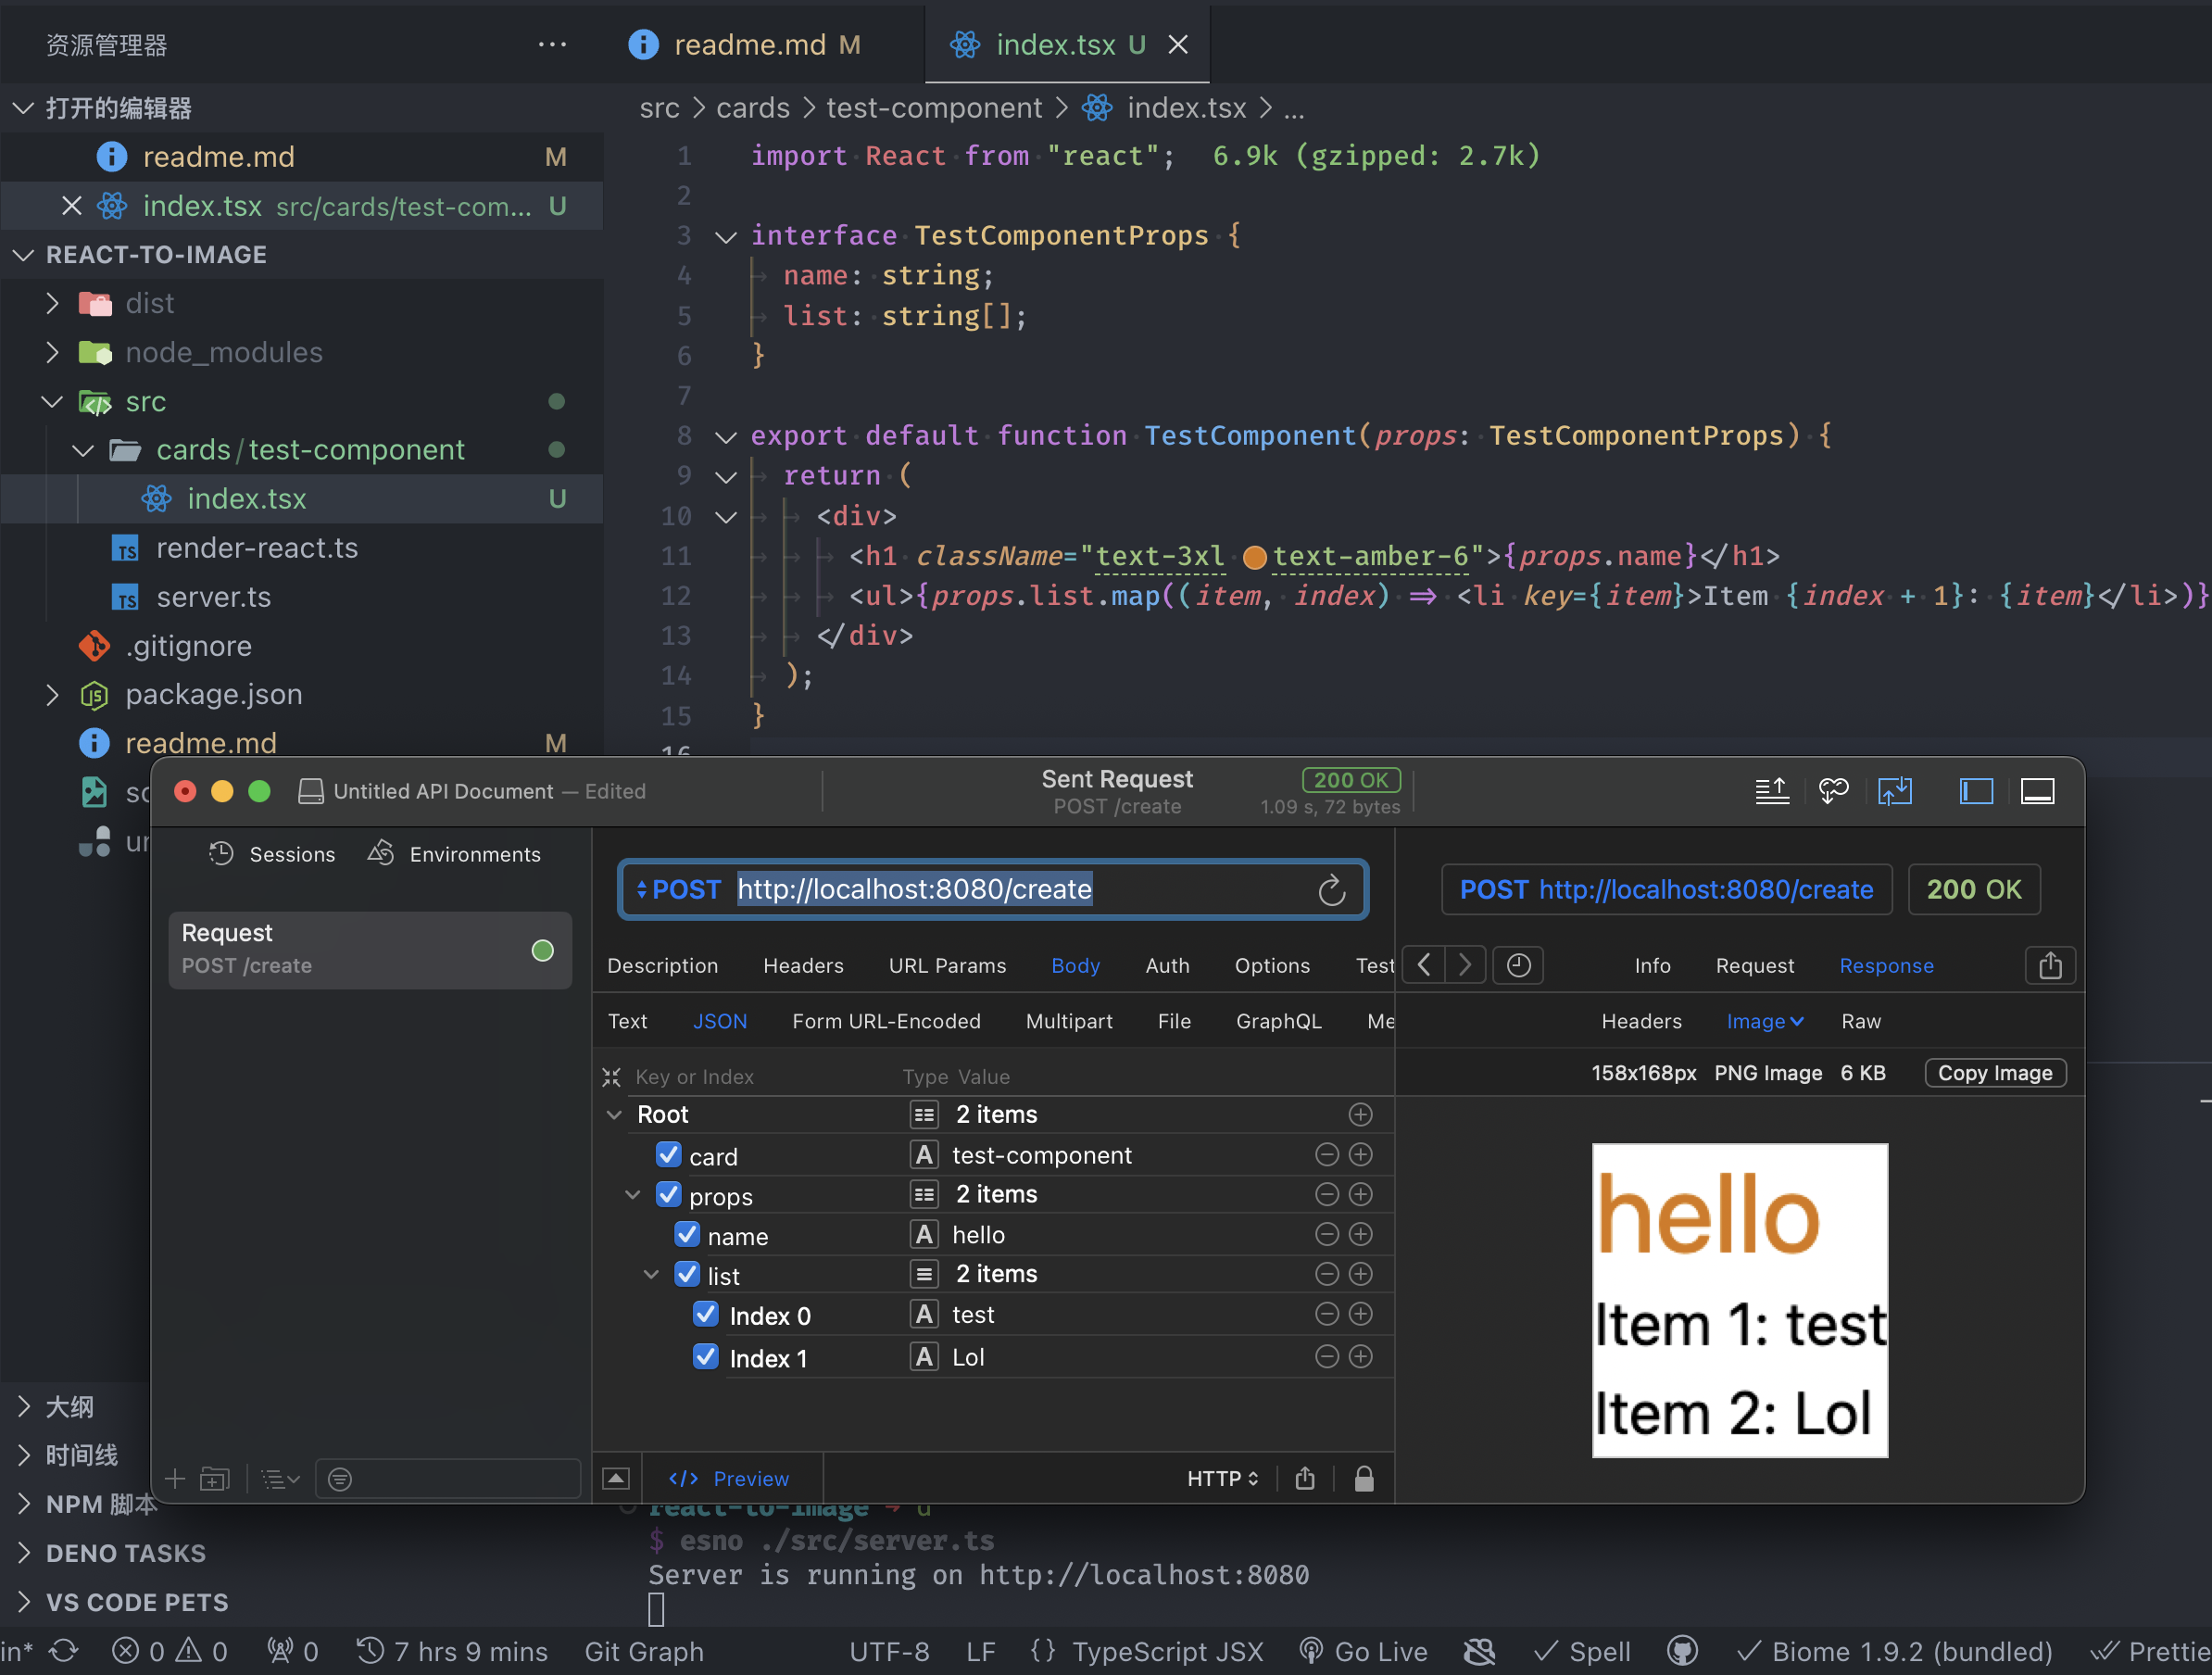 资源管理器
readme.md M
index.tsx U
打开的编辑器
readme.md M
index.tsx src/cards/test-com... U
REACT-TO-IMAGE
dist
node_modules
src
cards/test-component
index.tsx U
render-react.ts
server.ts
.gitignore
package.json
readme.md M
src > cards > test-component > index.tsx > ...
1 import React from "react"; 6.9k (gzipped: 2.7k)
2
3 interface TestComponentProps {
4 name: string;
5 list: string[];
6 }
7
8 export default function TestComponent(props: TestComponentProps) {
9 return (
10 <div>
11 <h1 className="text-3xl text-amber-6">{props.name}</h1>
12 <ul>{props.list.map((item, index) => <li key={item}>Item {index + 1}: {item}</li>)}
13 </div>
14 );
15 }
16
Untitled API Document — Edited
Sent Request
POST /create
200 OK
1.09 s, 72 bytes
Sessions Environments
Request
POST /create
POST http://localhost:8080/create
Description Headers URL Params Body Auth Options Test
Text JSON Form URL-Encoded Multipart File GraphQL Me
Key or Index Type Value
Root 2 items
card A test-component
props 2 items
name A hello
list 2 items
Index 0 A test
Index 1 A Lol
</> Preview
HTTP
POST http://localhost:8080/create 200 OK
Info Request Response
Headers Image Raw
158x168px PNG Image 6 KB Copy Image
hello
Item 1: test
Item 2: Lol
大纲
时间线
NPM 脚本
DENO TASKS
VS CODE PETS
react-to-image → d
$ esno ./src/server.ts
Server is running on http://localhost:8080
in* 0 0 0 7 hrs 9 mins Git Graph UTF-8 LF {} TypeScript JSX Go Live Spell Biome 1.9.2 (bundled) Prettie